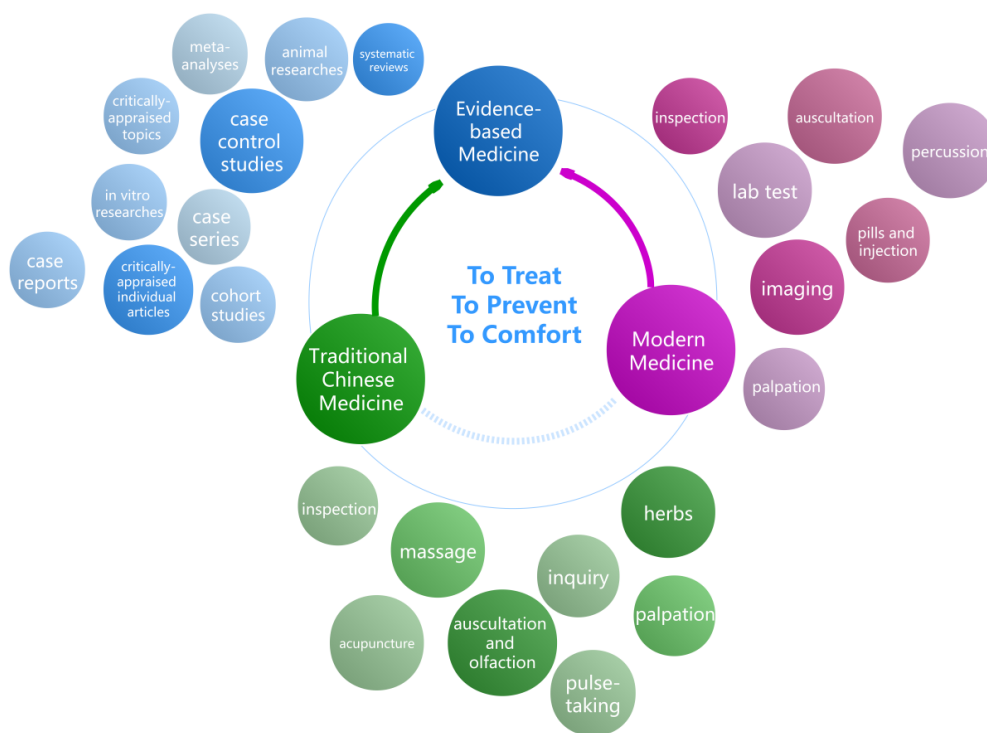 meta-
analyses
animal
researches
systematic
reviews
critically-
appraised
topics
case
control
studies
in vitro
researches
case
series
case
reports
critically-
appraised
individual
articles
cohort
studies
Evidence-
based
Medicine
inspection
auscultation
percussion
lab test
pills and
injection
imaging
palpation
To Treat
To Prevent
To Comfort
Traditional
Chinese
Medicine
Modern
Medicine
inspection
massage
herbs
inquiry
acupuncture
auscultation
and
olfaction
palpation
pulse-
taking